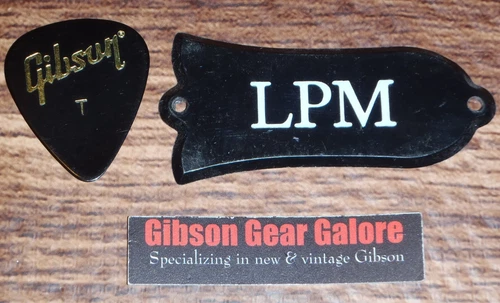 Gibson
T
LPM
Gibson Gear Galore
Specializing in new & vintage Gibson